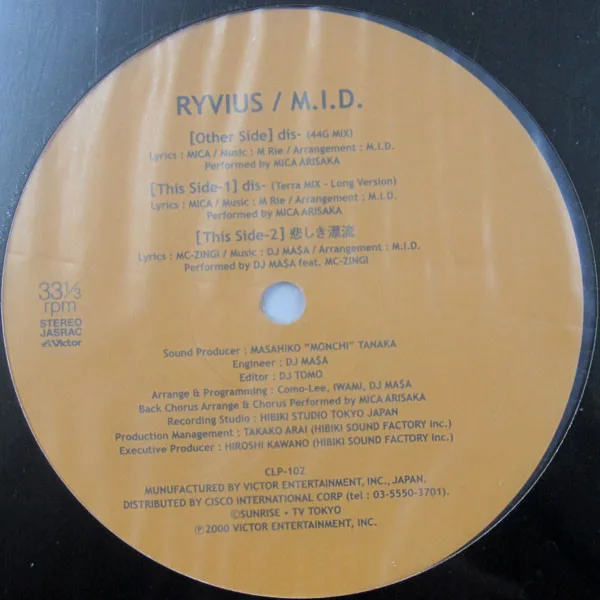 RYVIUS / M.I.D.
[Other Side] dis- (44G MIX)
Lyrics : MICA / Music : M Rie / Arrangement : M.I.D.
Performed by MICA ARISAKA
[This Side-1] dis- (Terra MIX - Long Version)
Lyrics : MICA / Music : M Rie / Arrangement : M.I.D.
Performed by MICA ARISAKA
[This Side-2] 悲しき漂流
Lyrics : MC-ZINGI / Music : DJ MA$A / Arrangement : M.I.D.
Performed by DJ MA$A feat. MC-ZINGI
33⅓
rpm
STEREO
JASRAC
Victor
Sound Producer : MASAHIKO "MONCHI" TANAKA
Engineer : DJ MA$A
Editor : DJ TOMO
Arrange & Programming : Como-Lee, IWAMI, DJ MA$A
Back Chorus Arrange & Chorus Performed by MICA ARISAKA
Recording Studio : HIBIKI STUDIO TOKYO JAPAN
Production Management : TAKAKO ARAI (HIBIKI SOUND FACTORY Inc.)
Executive Producer : HIROSHI KAWANO (HIBIKI SOUND FACTORY Inc.)
CLP-102
MANUFACTURED BY VICTOR ENTERTAINMENT, INC., JAPAN.
DISTRIBUTED BY CISCO INTERNATIONAL CORP (tel : 03-5550-3701).
©SUNRISE • TV TOKYO
℗2000 VICTOR ENTERTAINMENT, INC.